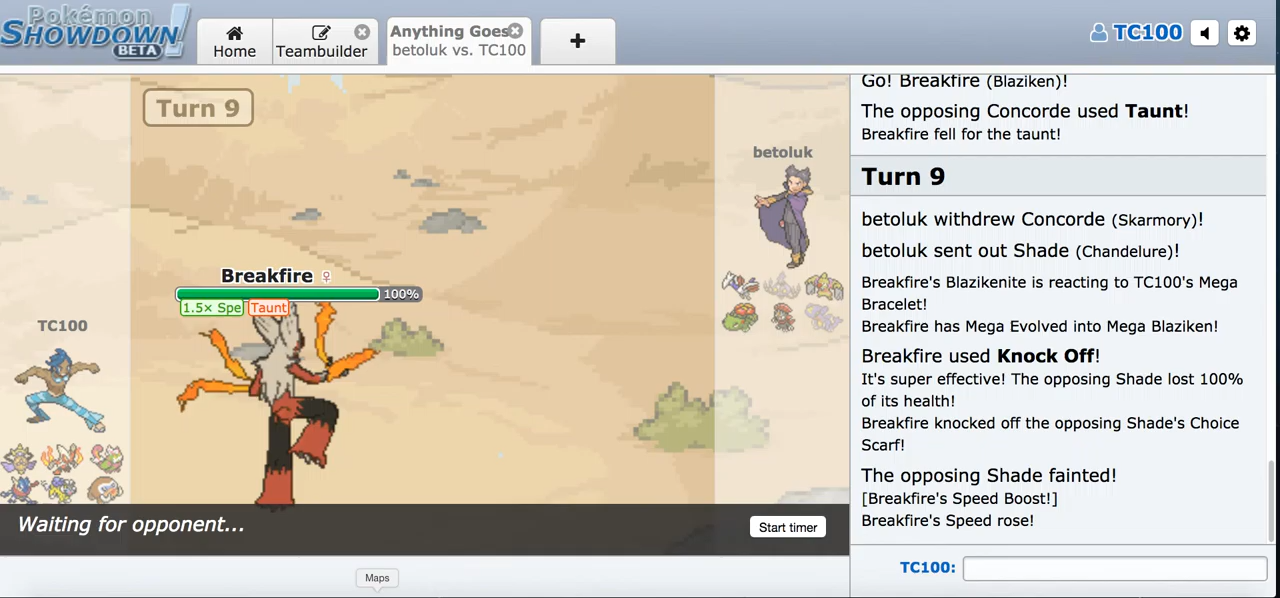 Pokémon
SHOWDOWN!
BETA
Home
Teambuilder
Anything Goes
betoluk vs. TC100
+
TC100
Turn 9
betoluk
Breakfire ♀
100%
1.5× Spe
Taunt
TC100
Waiting for opponent...
Start timer
Maps
Go! Breakfire (Blaziken)!
The opposing Concorde used Taunt!
Breakfire fell for the taunt!
Turn 9
betoluk withdrew Concorde (Skarmory)!
betoluk sent out Shade (Chandelure)!
Breakfire's Blazikenite is reacting to TC100's Mega
Bracelet!
Breakfire has Mega Evolved into Mega Blaziken!
Breakfire used Knock Off!
It's super effective! The opposing Shade lost 100%
of its health!
Breakfire knocked off the opposing Shade's Choice
Scarf!
The opposing Shade fainted!
[Breakfire's Speed Boost!]
Breakfire's Speed rose!
TC100: